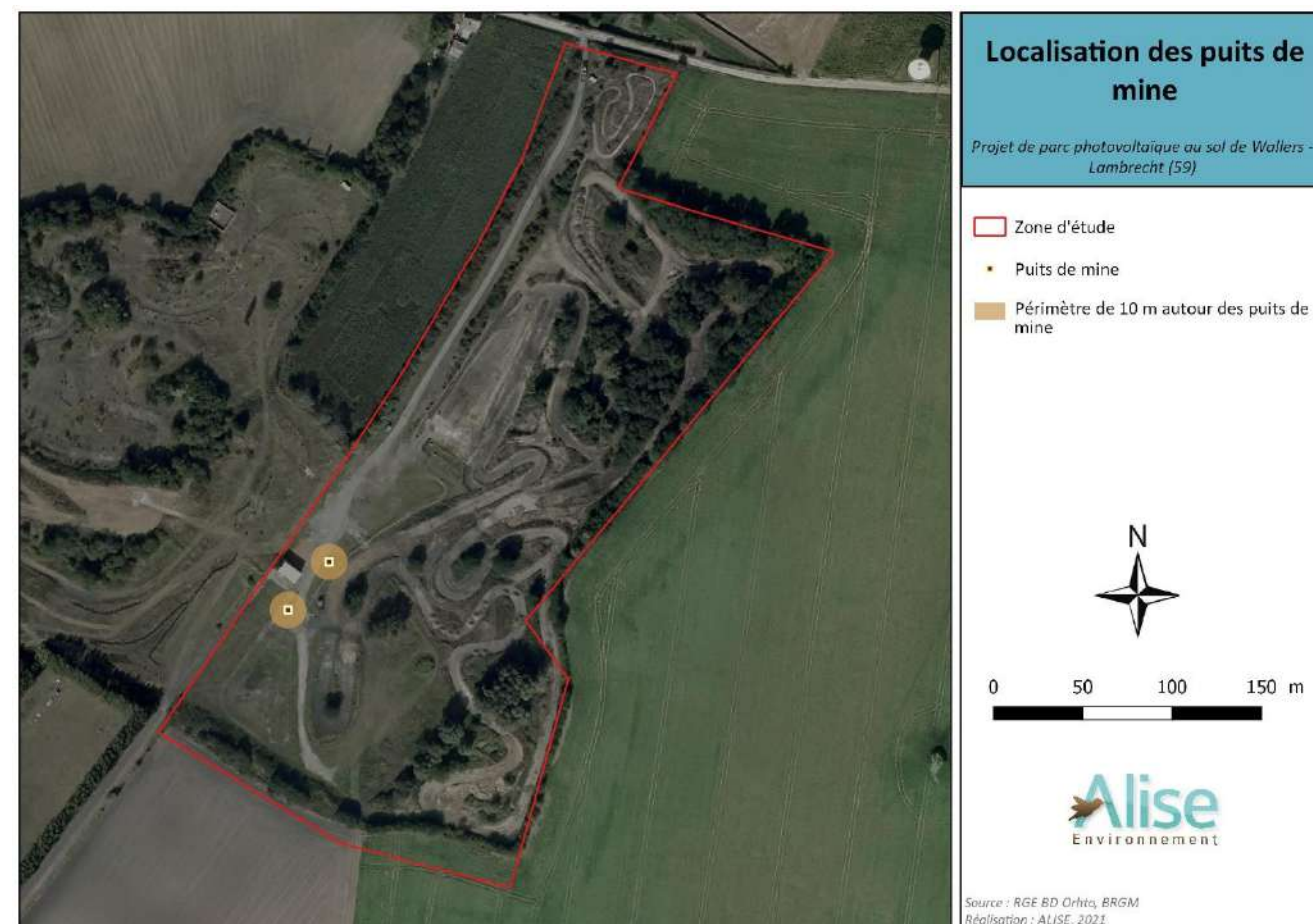 Localisation des puits de
mine
Projet de parc photovoltaïque au sol de Wallers -
Lambrecht (59)
Zone d'étude
Puits de mine
Périmètre de 10 m autour des puits de
mine
N
0 50 100 150 m
Alise
Environnement
Source : RGE BD Orhto, BRGM
Réalisation : ALISE, 2021